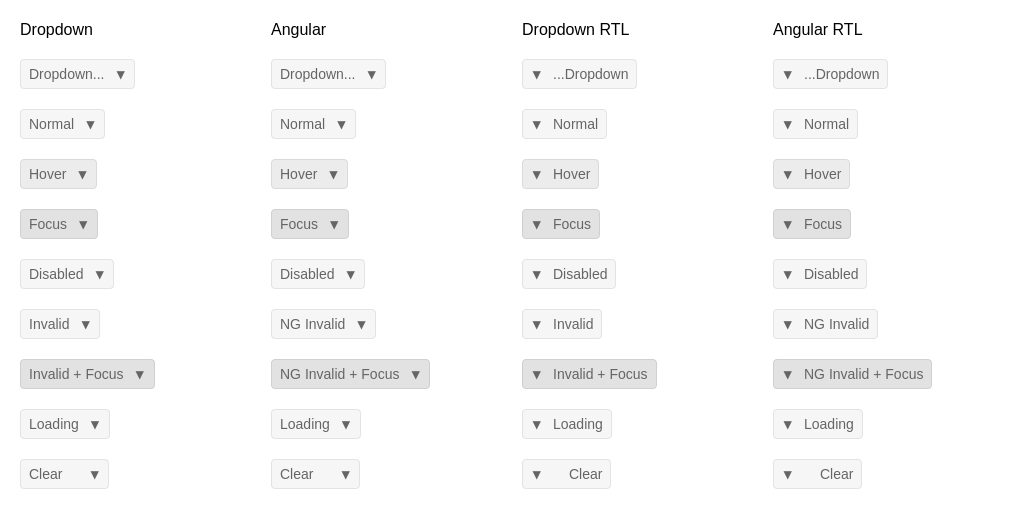 Dropdown Angular Dropdown RTL Angular RTL
Dropdown... ▼ Dropdown... ▼ ▼ ...Dropdown ▼ ...Dropdown
Normal ▼ Normal ▼ ▼ Normal ▼ Normal
Hover ▼ Hover ▼ ▼ Hover ▼ Hover
Focus ▼ Focus ▼ ▼ Focus ▼ Focus
Disabled ▼ Disabled ▼ ▼ Disabled ▼ Disabled
Invalid ▼ NG Invalid ▼ ▼ Invalid ▼ NG Invalid
Invalid + Focus ▼ NG Invalid + Focus ▼ ▼ Invalid + Focus ▼ NG Invalid + Focus
Loading ▼ Loading ▼ ▼ Loading ▼ Loading
Clear ▼ Clear ▼ ▼ Clear ▼ Clear